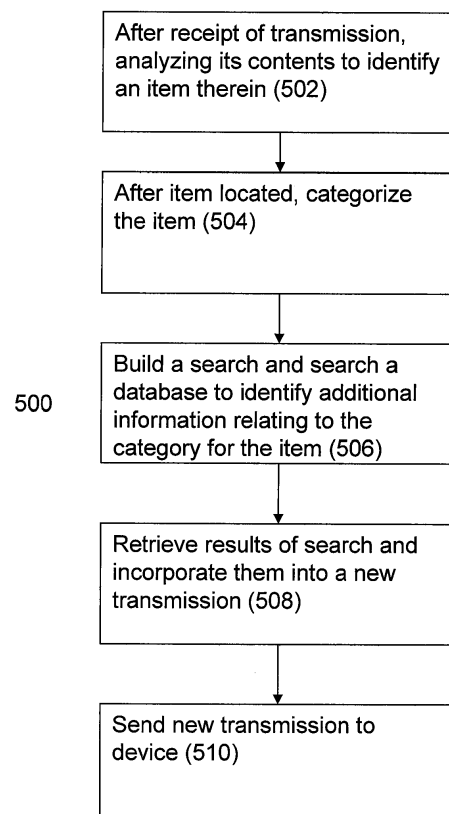 After receipt of transmission,
analyzing its contents to identify
an item therein (502)
After item located, categorize
the item (504)
500
Build a search and search a
database to identify additional
information relating to the
category for the item (506)
Retrieve results of search and
incorporate them into a new
transmission (508)
Send new transmission to
device (510)